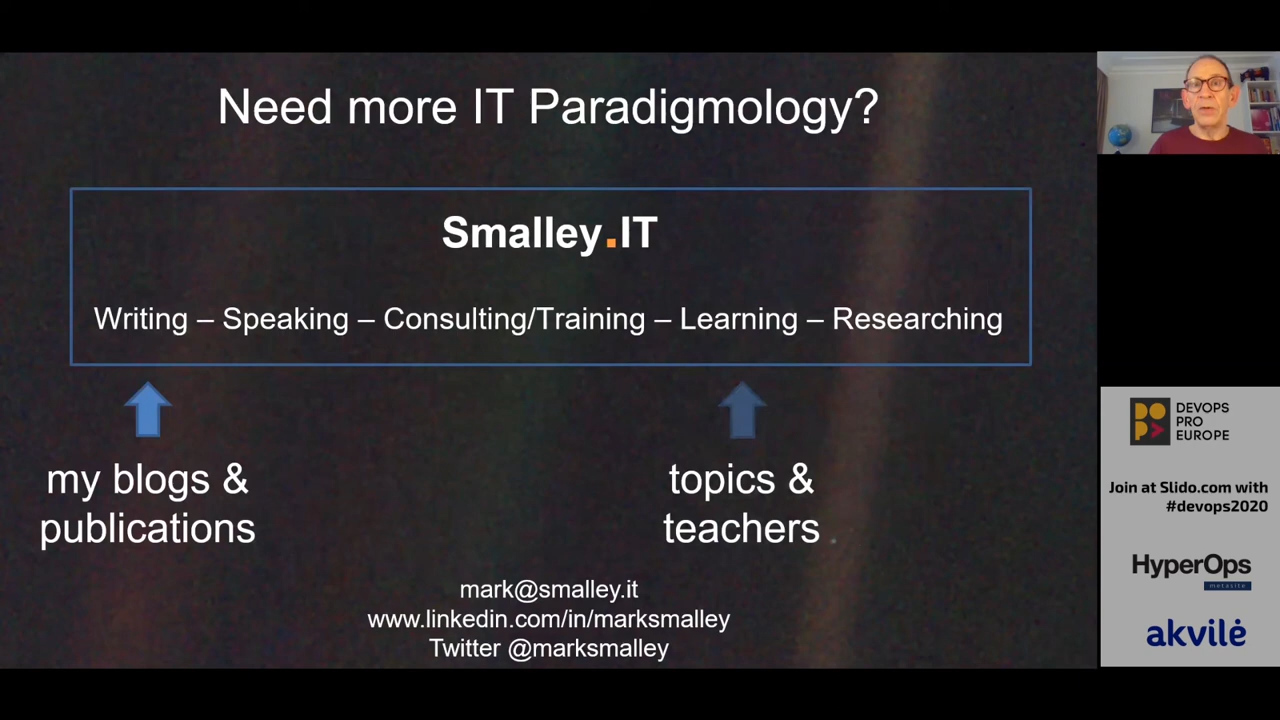 Need more IT Paradigmology?
Smalley.IT
Writing – Speaking – Consulting/Training – Learning – Researching
my blogs &
publications
topics &
teachers
mark@smalley.it
www.linkedin.com/in/marksmalley
Twitter @marksmalley
DEVOPS
PRO
EUROPE
Join at Slido.com with
#devops2020
HyperOps
metasite
akvilė